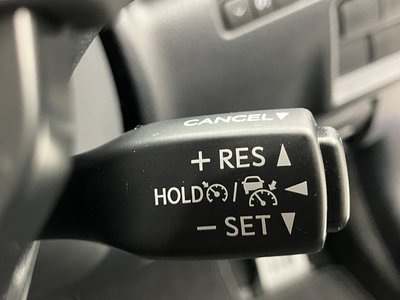 CANCEL▼
+ RES ▲
HOLD / ◀
− SET ▼